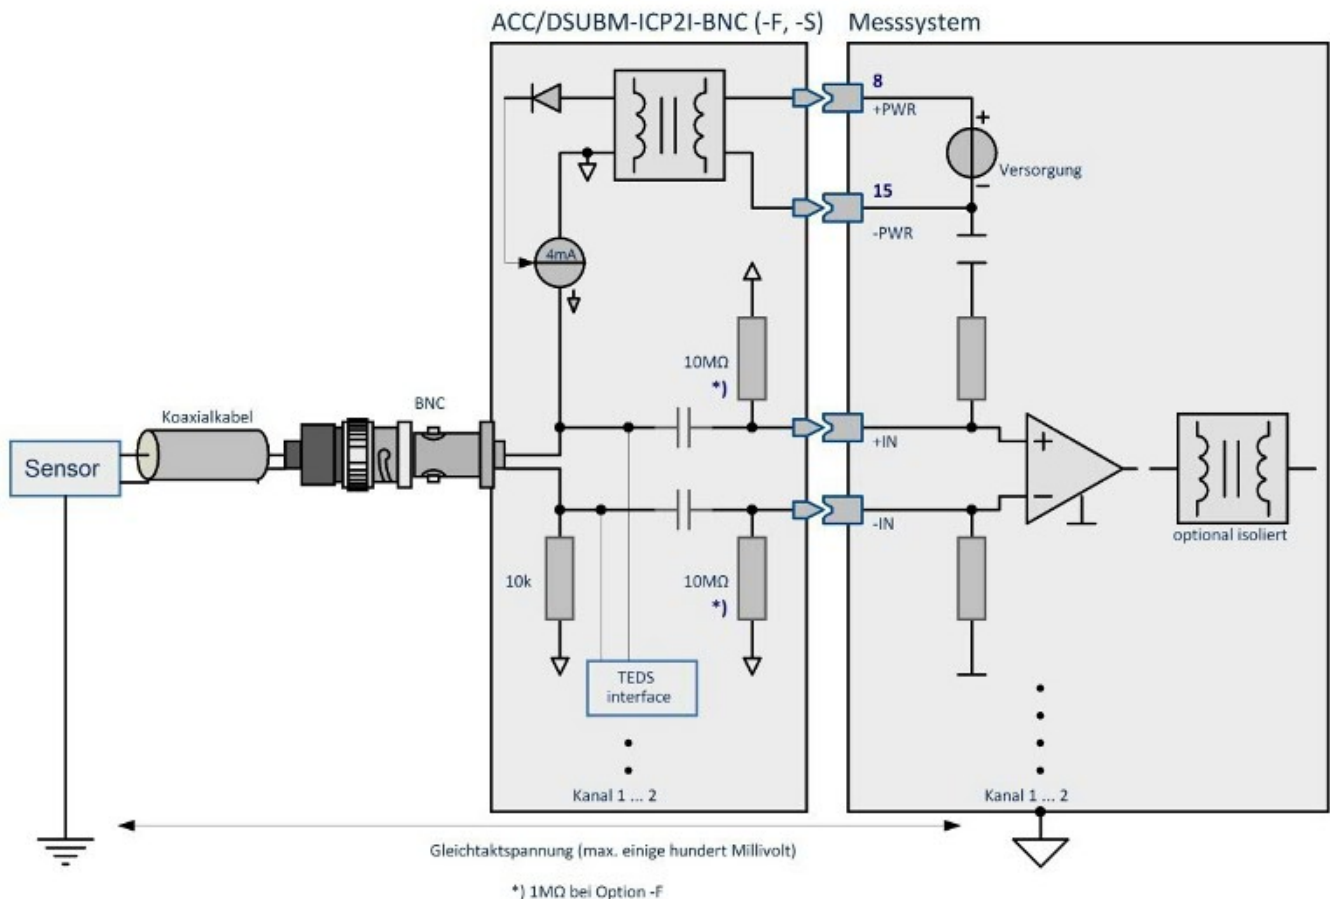 ACC/DSUBM-ICP2I-BNC (-F, -S)
Messsystem
8
+PWR
+
Versorgung
−
15
-PWR
4mA
10MΩ
*)
Koaxialkabel
BNC
Sensor
+IN
+
−
-IN
optional isoliert
10k
10MΩ
*)
TEDS
interface
Kanal 1 ... 2
Kanal 1 ... 2
Gleichtaktspannung (max. einige hundert Millivolt)
*) 1MΩ bei Option -F